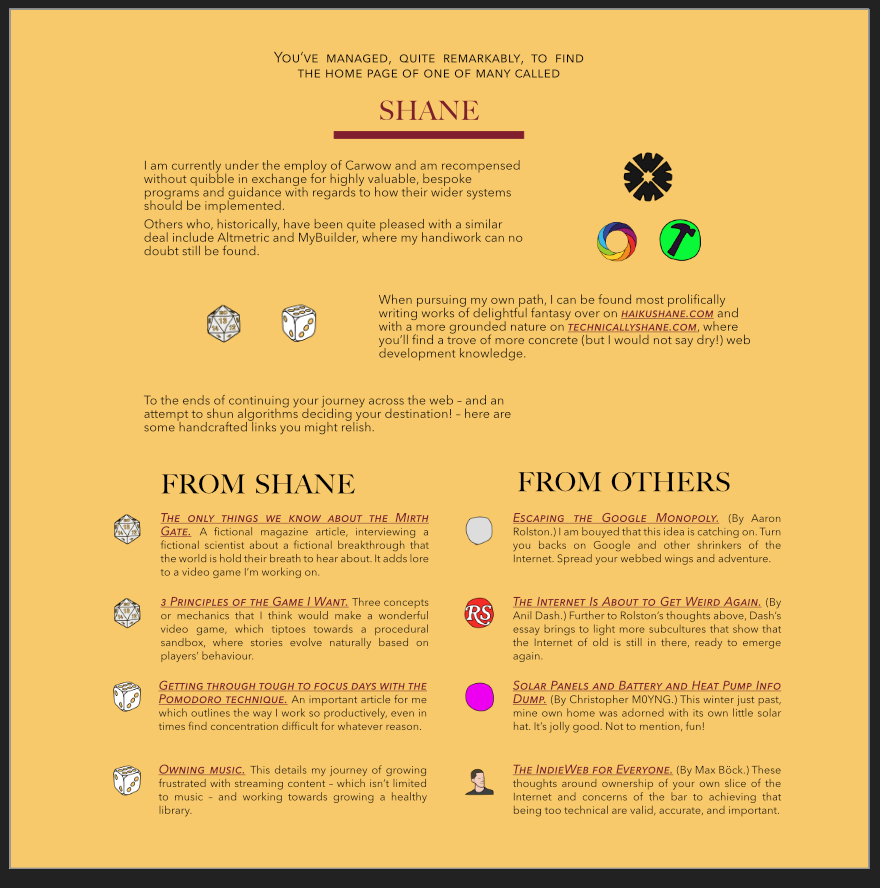 You've managed, quite remarkably, to find
the home page of one of many called
SHANE
I am currently under the employ of Carwow and am recompensed
without quibble in exchange for highly valuable, bespoke
programs and guidance with regards to how their wider systems
should be implemented.
Others who, historically, have been quite pleased with a similar
deal include Altmetric and MyBuilder, where my handiwork can no
doubt still be found.
When pursuing my own path, I can be found most prolifically
writing works of delightful fantasy over on haikushane.com and
with a more grounded nature on technicallyshane.com, where
you'll find a trove of more concrete (but I would not say dry!) web
development knowledge.
To the ends of continuing your journey across the web – and an
attempt to shun algorithms deciding your destination! – here are
some handcrafted links you might relish.
FROM SHANE
The only things we know about the Mirth
Gate. A fictional magazine article, interviewing a
fictional scientist about a fictional breakthrough that
the world is hold their breath to hear about. It adds lore
to a video game I'm working on.
3 Principles of the Game I Want. Three concepts
or mechanics that I think would make a wonderful
video game, which tiptoes towards a procedural
sandbox, where stories evolve naturally based on
players' behaviour.
Getting through tough to focus days with the
Pomodoro technique. An important article for me
which outlines the way I work so productively, even in
times find concentration difficult for whatever reason.
Owning music. This details my journey of growing
frustrated with streaming content – which isn't limited
to music – and working towards growing a healthy
library.
FROM OTHERS
Escaping the Google Monopoly. (By Aaron
Rolston.) I am bouyed that this idea is catching on. Turn
you backs on Google and other shrinkers of the
Internet. Spread your webbed wings and adventure.
RS
The Internet Is About to Get Weird Again. (By
Anil Dash.) Further to Rolston's thoughts above, Dash's
essay brings to light more subcultures that show that
the Internet of old is still in there, ready to emerge
again.
Solar Panels and Battery and Heat Pump Info
Dump. (By Christopher M0YNG.) This winter just past,
mine own home was adorned with its own little solar
hat. It's jolly good. Not to mention, fun!
The IndieWeb for Everyone. (By Max Böck.) These
thoughts around ownership of your own slice of the
Internet and concerns of the bar to achieving that
being too technical are valid, accurate, and important.